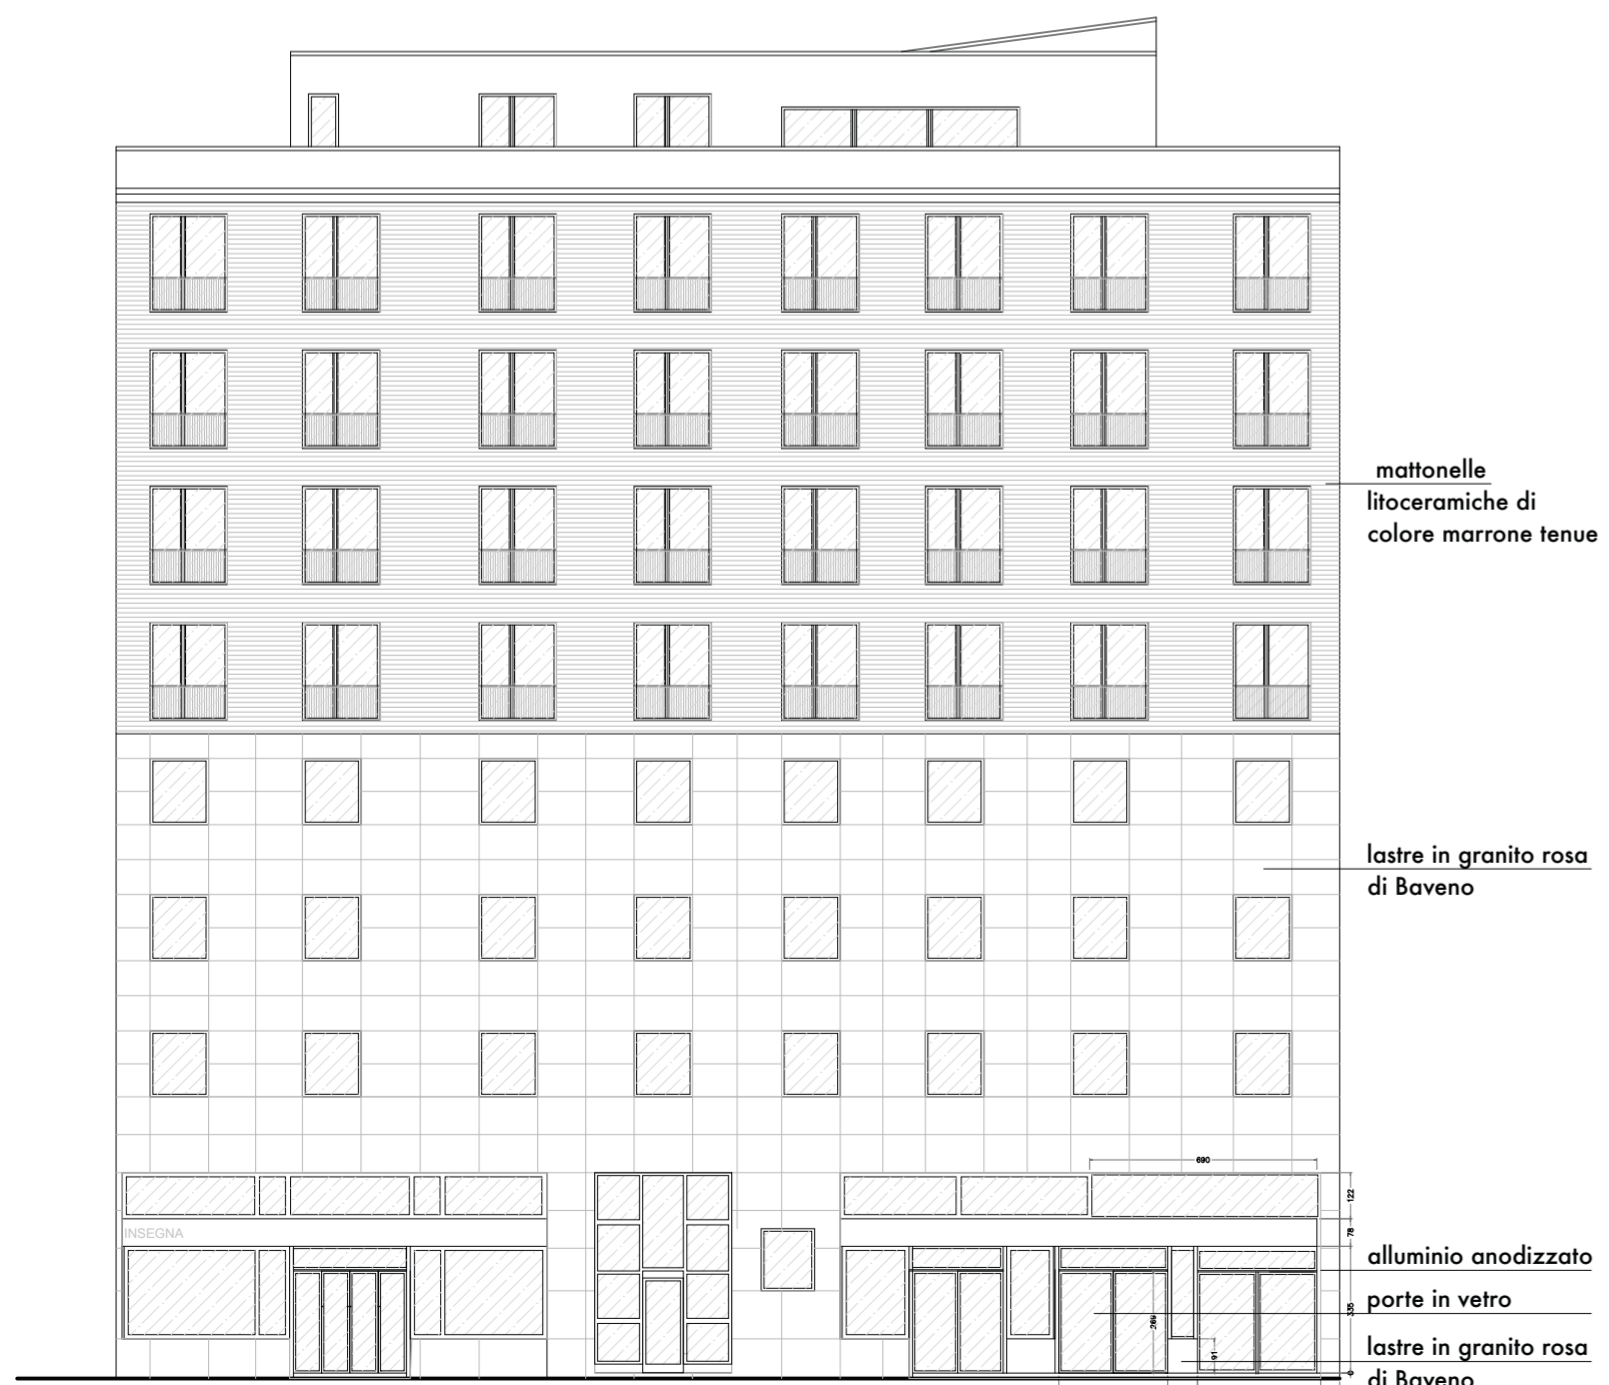 mattonelle
litoceramiche di
colore marrone tenue
lastre in granito rosa
di Baveno
690
122
INSEGNA
78
alluminio anodizzato
porte in vetro
335
269
lastre in granito rosa
91
0
di Baveno